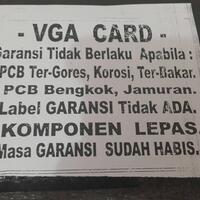 - VGA CARD -
Garansi Tidak Berlaku Apabila :
PCB Ter-Gores, Korosi, Ter-Bakar.
PCB Bengkok, Jamuran.
Label GARANSI Tidak ADA.
KOMPONEN LEPAS.
Masa GARANSI SUDAH HABIS.